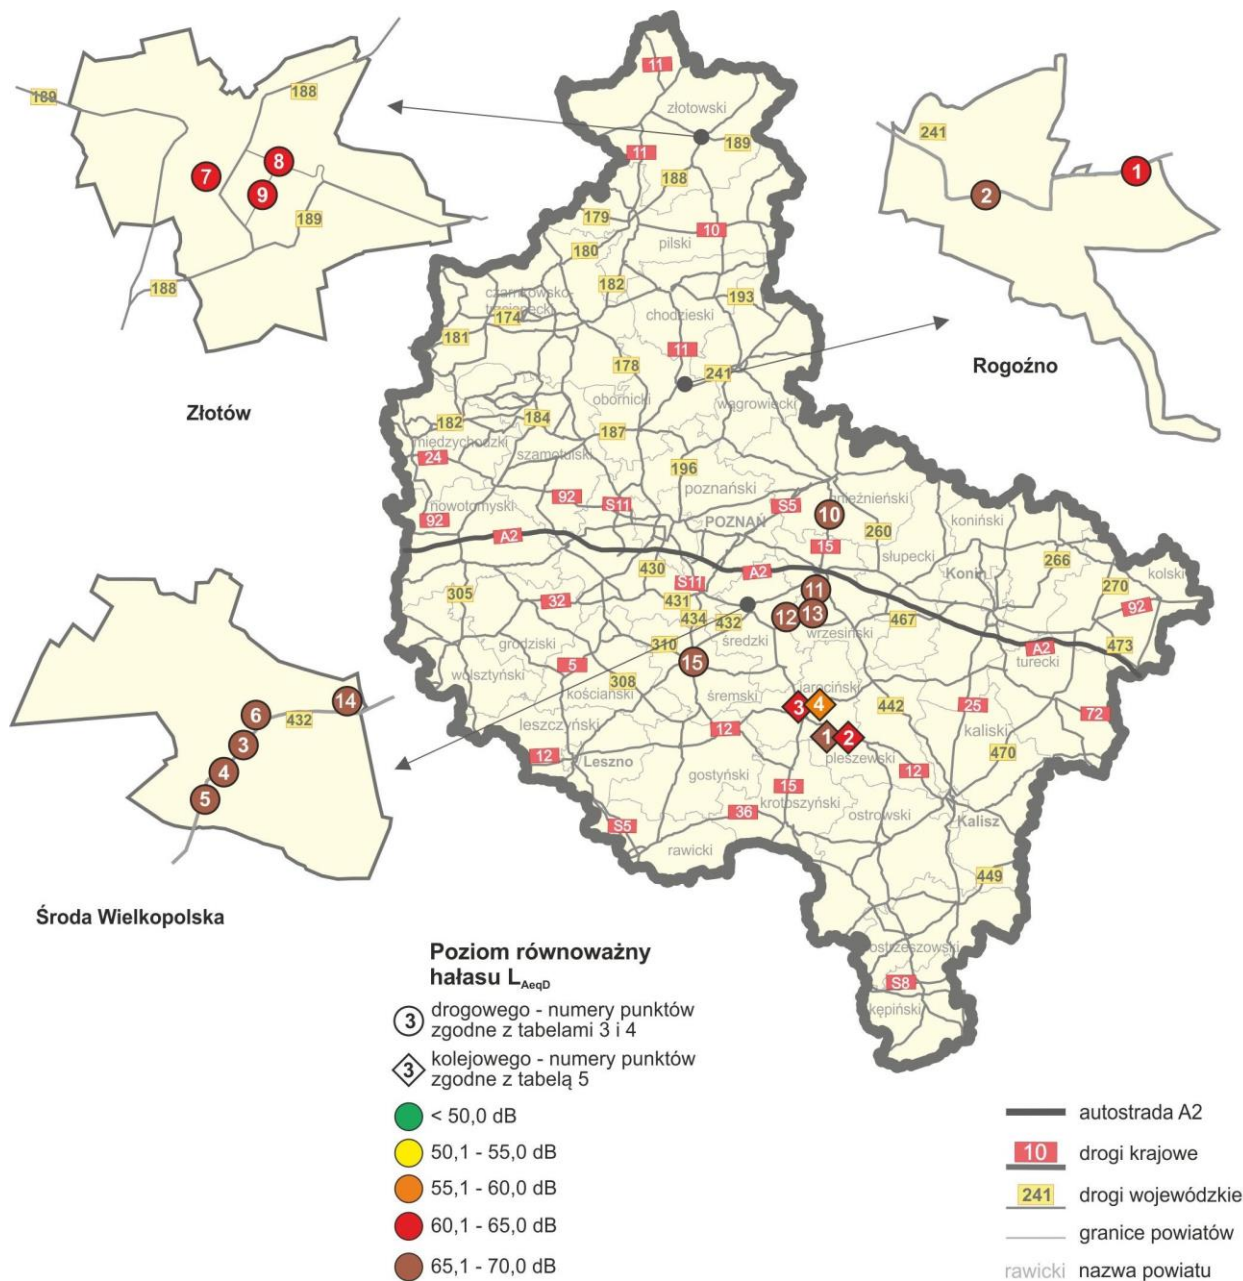 189
188
7
8
9
189
188
Złotów
241
2
1
Rogoźno
11
złotowski
189
11
188
179
10
pilski
180
182
193
czarnkowsko-
trzcianecki
174
chodzieski
181
11
178
241
obornicki
wągrowiecki
182
184
187
międzychodzki
szamotulski
24
196
poznański
92
S11
S5
gnieźnieński
nowotomyski
10
POZNAŃ
260
koniński
92
15
słupecki
A2
430
A2
Konin
266
kolski
305
S11
11
270
32
431
92
434
432
12
13
467
473
grodziski
310
średzki
wrzesiński
A2
turecki
5
15
wolsztyński
308
kościański
śremski
jarociński
3
4
442
25
72
leszczyński
12
1
2
kaliski
470
12
Leszno
pleszewski
12
gostyński
15
krotoszyński
36
ostrowski
Kalisz
S5
rawicki
449
ostrzeszowski
S8
kępiński
6
432
14
3
4
5
Środa Wielkopolska
Poziom równoważny
hałasu LAeqD
3 drogowego - numery punktów
zgodne z tabelami 3 i 4
3 kolejowego - numery punktów
zgodne z tabelą 5
< 50,0 dB
50,1 - 55,0 dB
55,1 - 60,0 dB
60,1 - 65,0 dB
65,1 - 70,0 dB
autostrada A2
10 drogi krajowe
241 drogi wojewódzkie
granice powiatów
rawicki nazwa powiatu